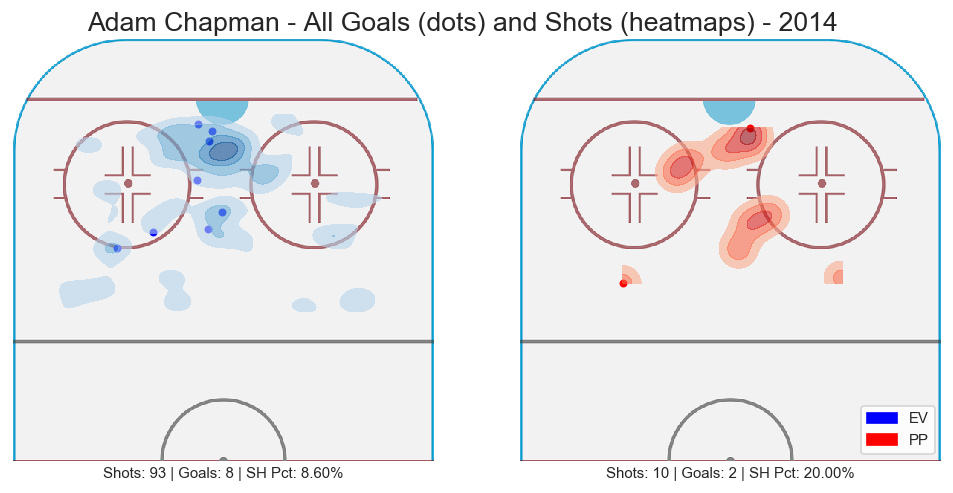 Adam Chapman - All Goals (dots) and Shots (heatmaps) - 2014
EV
PP
Shots: 93 | Goals: 8 | SH Pct: 8.60%
Shots: 10 | Goals: 2 | SH Pct: 20.00%